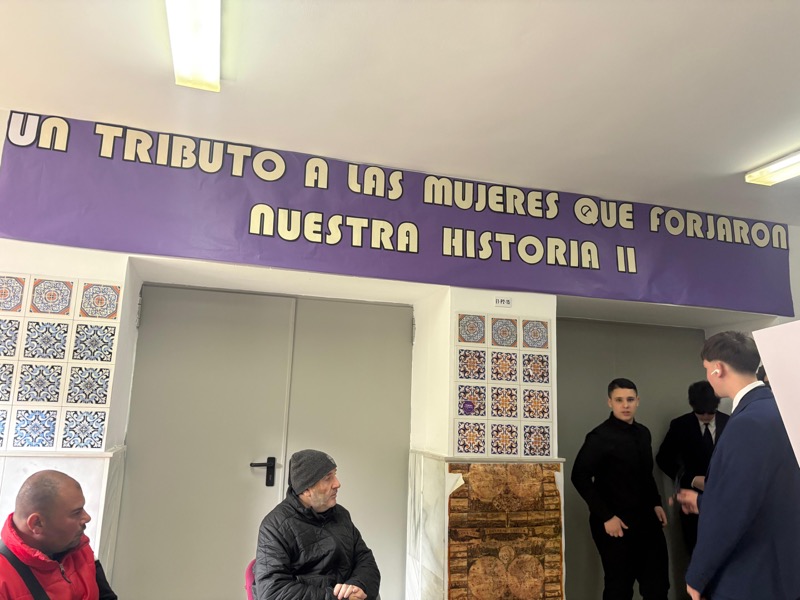 UN TRIBUTO A LAS MUJERES QUE FORJARON
NUESTRA HISTORIA II